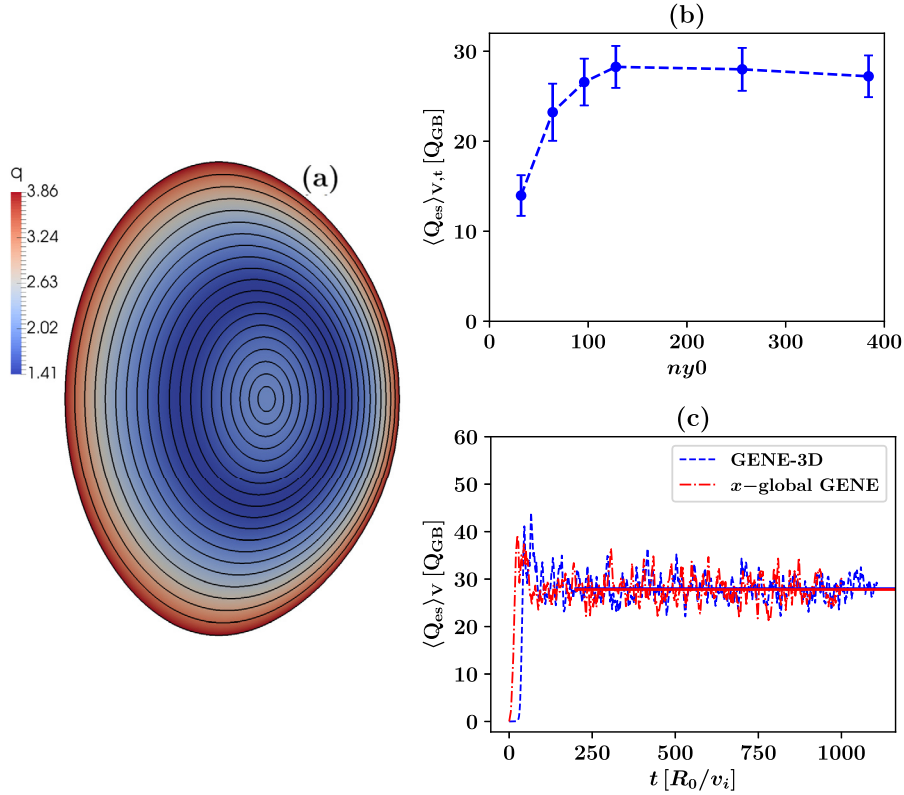 (a)
q
3.86
3.24
2.63
2.02
1.41
(b)
⟨Q_es⟩_V,t [Q_GB]
30
20
10
0
0 100 200 300 400
ny0
(c)
⟨Q_es⟩_V [Q_GB]
60
50
40
30
20
10
0
GENE-3D
x−global GENE
0 250 500 750 1000
t [R_0/v_i]